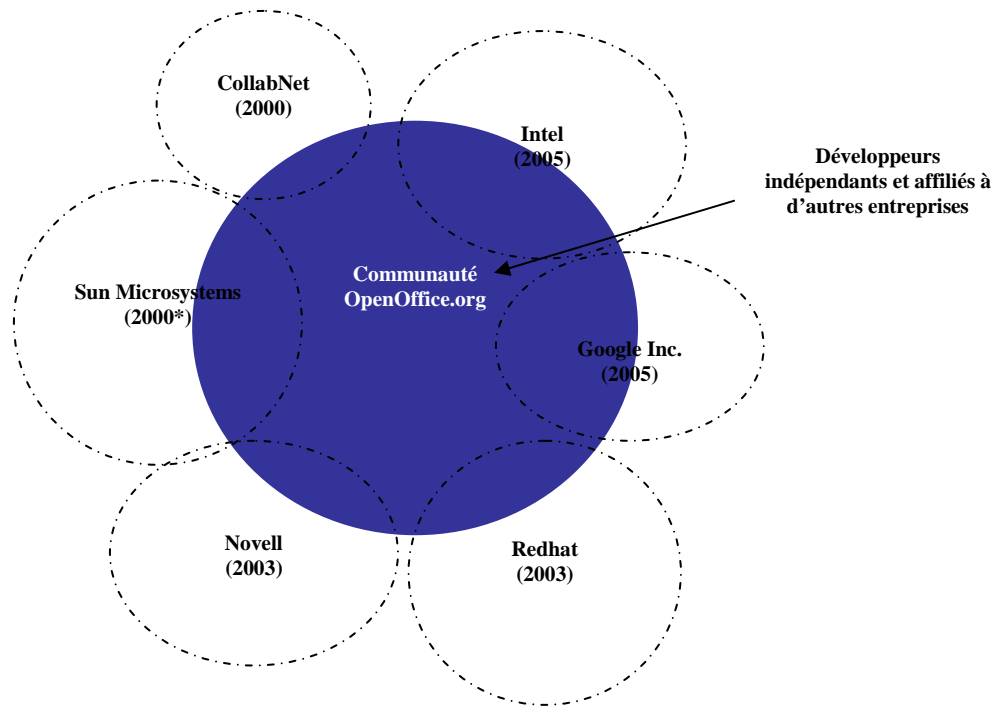 CollabNet
(2000)
Intel
(2005)
Développeurs
indépendants et affiliés à
d’autres entreprises
Communauté
OpenOffice.org
Sun Microsystems
(2000*)
Google Inc.
(2005)
Novell
(2003)
Redhat
(2003)